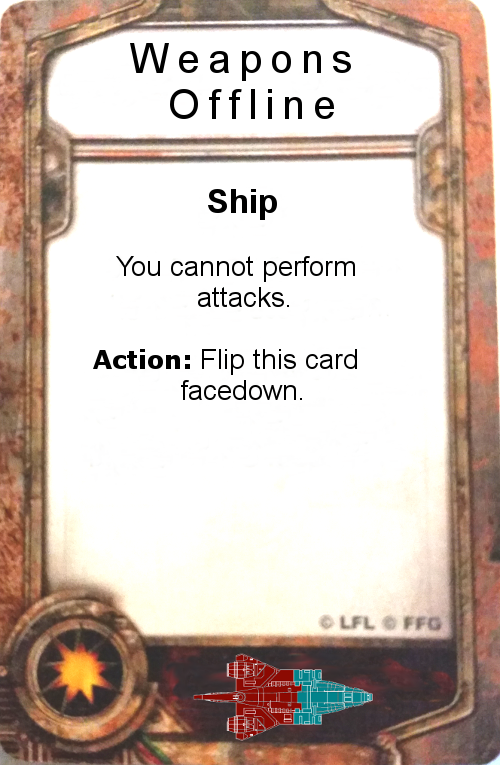 Weapons
Offline
Ship
You cannot perform
attacks.
Action: Flip this card
facedown.
© LFL © FFG